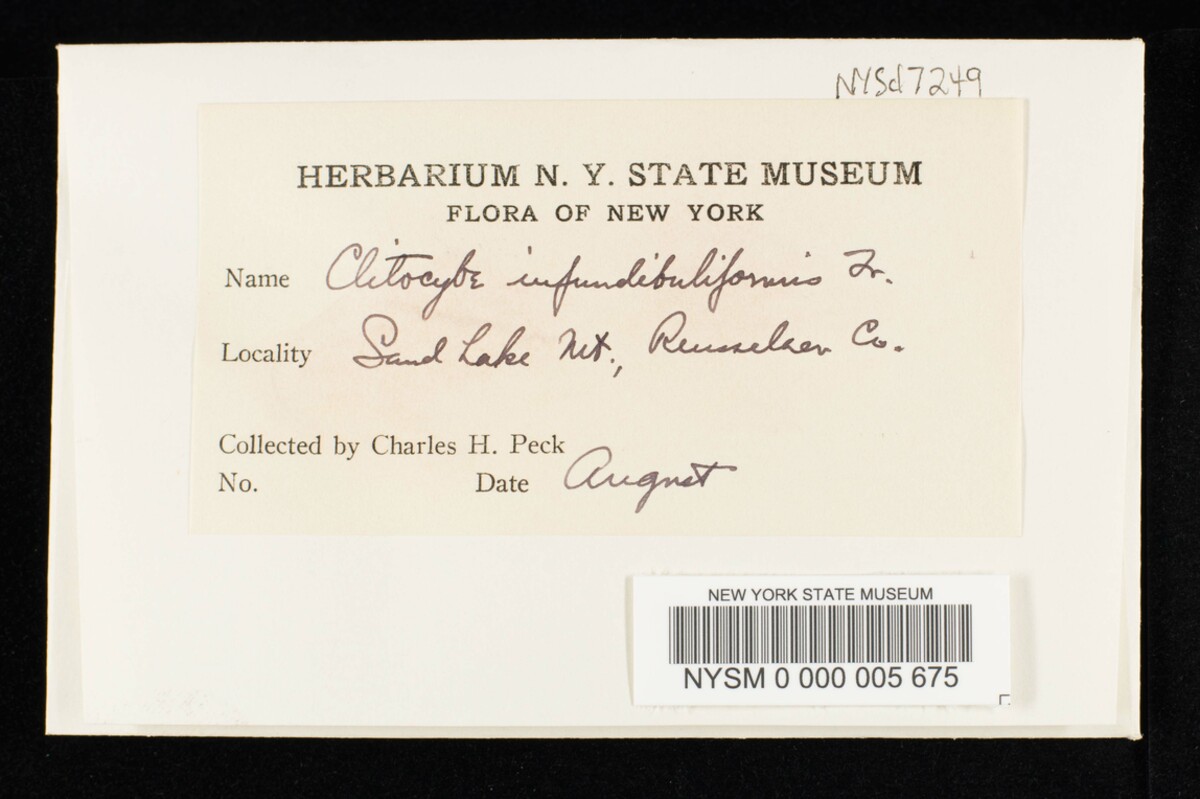 NYSd7249
HERBARIUM N. Y. STATE MUSEUM
FLORA OF NEW YORK
Name Clitocybe infundibuliformis Fr.
Locality Sand Lake Mt., Rensselaer Co.
Collected by Charles H. Peck
No. Date August
NEW YORK STATE MUSEUM
NYSM 0 000 005 675